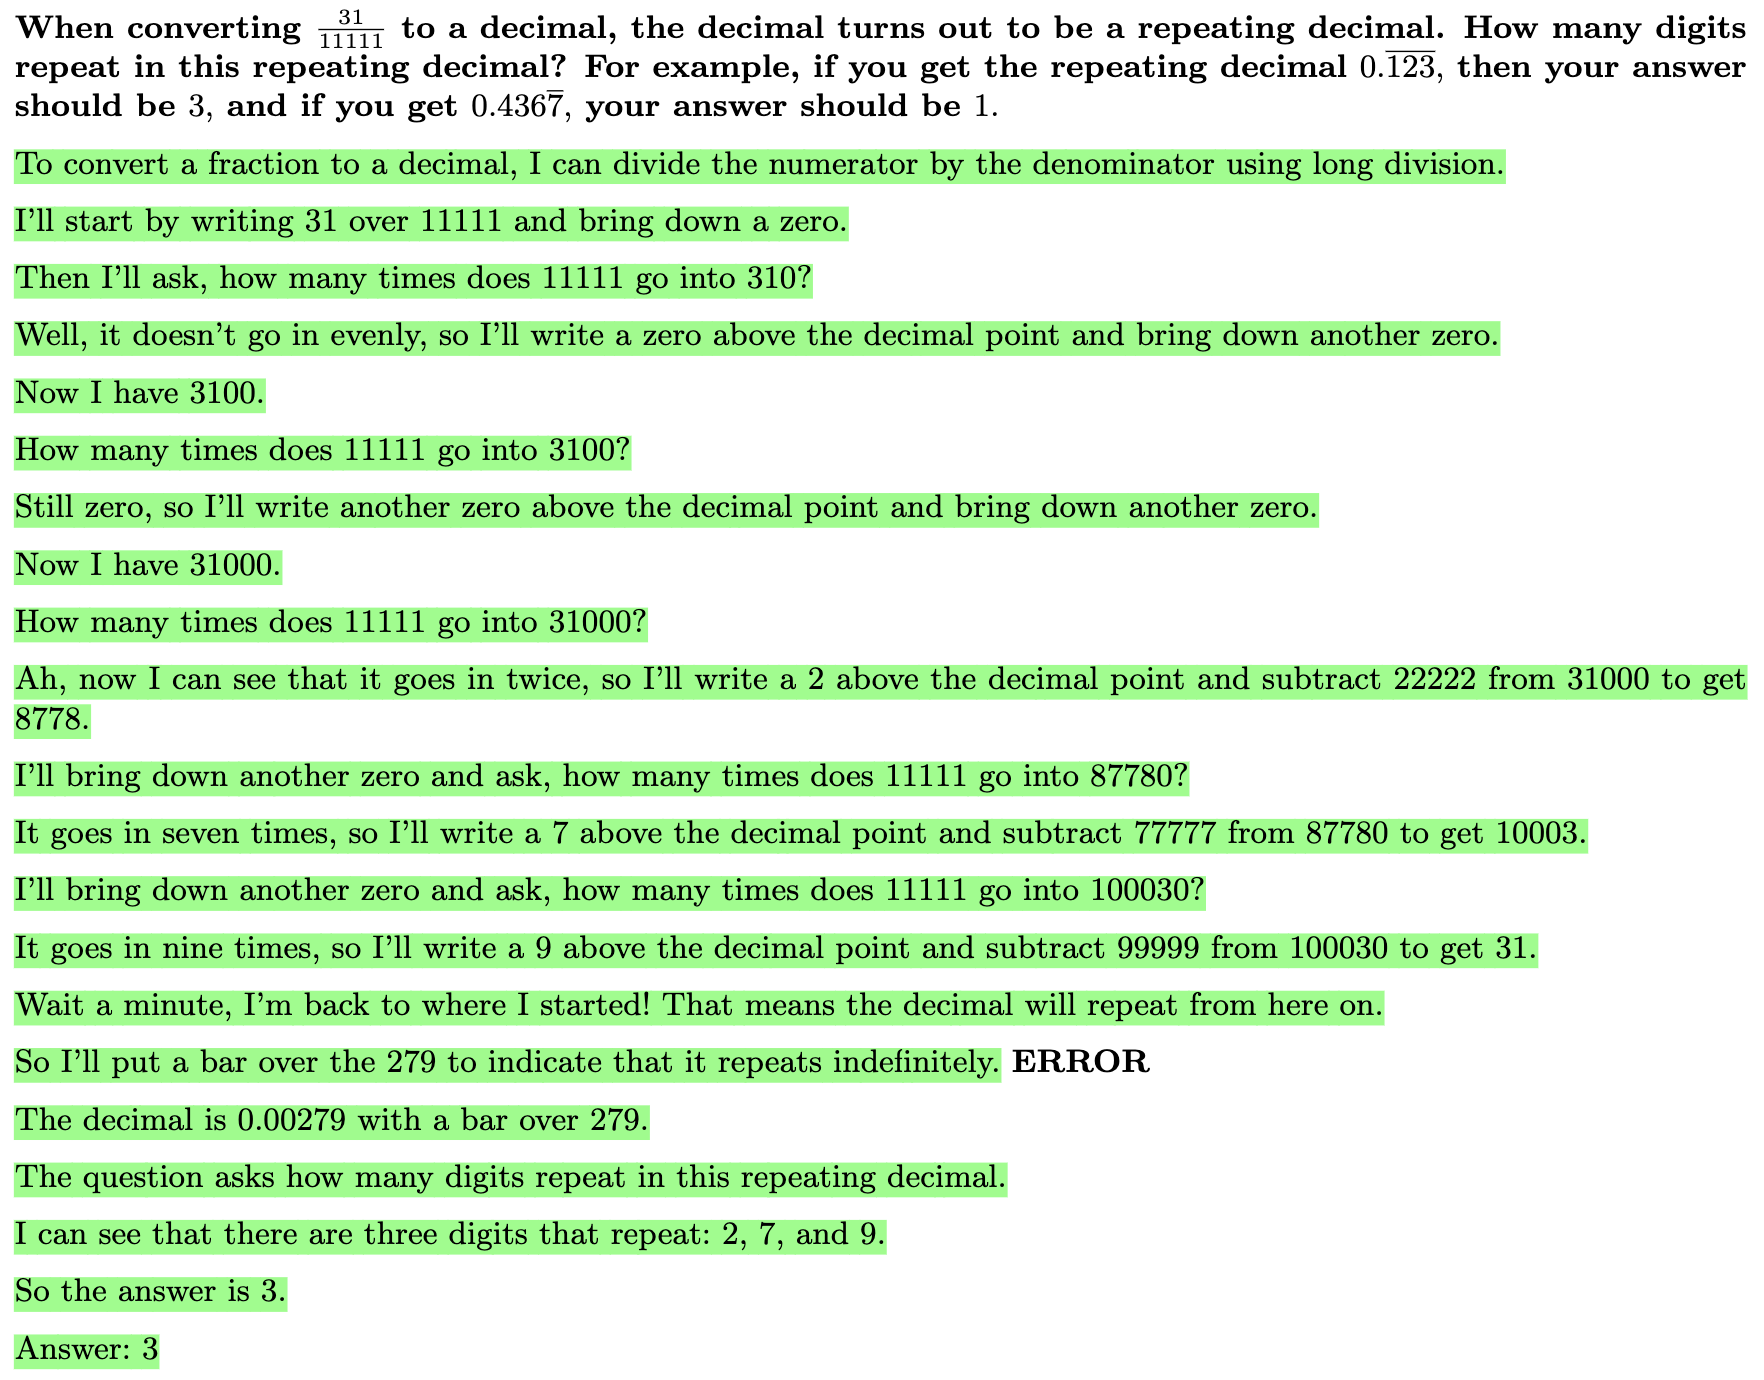 When converting 31/11111 to a decimal, the decimal turns out to be a repeating decimal. How many digits
repeat in this repeating decimal? For example, if you get the repeating decimal 0.1̅2̅3̅, then your answer
should be 3, and if you get 0.4367̅, your answer should be 1.
To convert a fraction to a decimal, I can divide the numerator by the denominator using long division.
I'll start by writing 31 over 11111 and bring down a zero.
Then I'll ask, how many times does 11111 go into 310?
Well, it doesn't go in evenly, so I'll write a zero above the decimal point and bring down another zero.
Now I have 3100.
How many times does 11111 go into 3100?
Still zero, so I'll write another zero above the decimal point and bring down another zero.
Now I have 31000.
How many times does 11111 go into 31000?
Ah, now I can see that it goes in twice, so I'll write a 2 above the decimal point and subtract 22222 from 31000 to get
8778.
I'll bring down another zero and ask, how many times does 11111 go into 87780?
It goes in seven times, so I'll write a 7 above the decimal point and subtract 77777 from 87780 to get 10003.
I'll bring down another zero and ask, how many times does 11111 go into 100030?
It goes in nine times, so I'll write a 9 above the decimal point and subtract 99999 from 100030 to get 31.
Wait a minute, I'm back to where I started! That means the decimal will repeat from here on.
So I'll put a bar over the 279 to indicate that it repeats indefinitely. ERROR
The decimal is 0.00279 with a bar over 279.
The question asks how many digits repeat in this repeating decimal.
I can see that there are three digits that repeat: 2, 7, and 9.
So the answer is 3.
Answer: 3